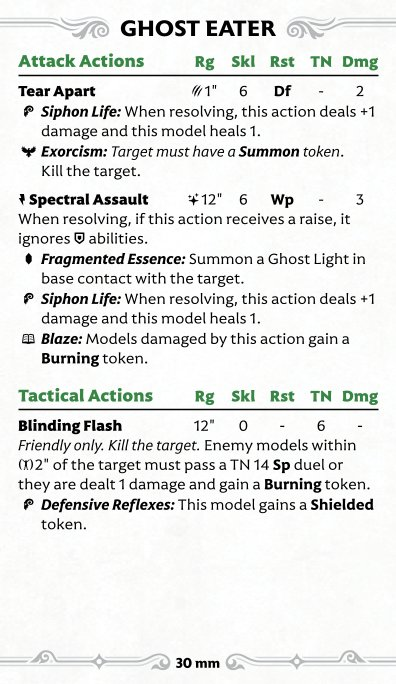 GHOST EATER
Attack Actions Rg Skl Rst TN Dmg
Tear Apart 1" 6 Df - 2
Siphon Life: When resolving, this action deals +1
damage and this model heals 1.
Exorcism: Target must have a Summon token.
Kill the target.
Spectral Assault 12" 6 Wp - 3
When resolving, if this action receives a raise, it
ignores abilities.
Fragmented Essence: Summon a Ghost Light in
base contact with the target.
Siphon Life: When resolving, this action deals +1
damage and this model heals 1.
Blaze: Models damaged by this action gain a
Burning token.
Tactical Actions Rg Skl Rst TN Dmg
Blinding Flash 12" 0 - 6 -
Friendly only. Kill the target. Enemy models within
2" of the target must pass a TN 14 Sp duel or
they are dealt 1 damage and gain a Burning token.
Defensive Reflexes: This model gains a Shielded
token.
30 mm